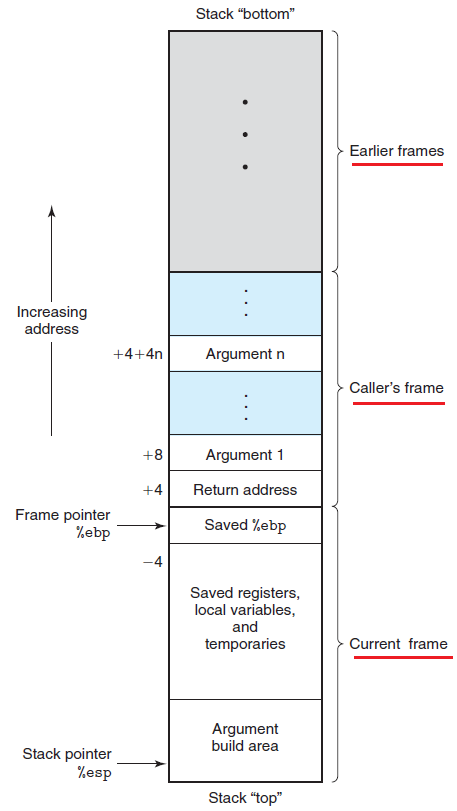 Stack “bottom”
Earlier frames
Increasing
address
+4+4n
Argument n
Caller’s frame
+8
Argument 1
+4
Return address
Frame pointer
%ebp
Saved %ebp
−4
Saved registers,
local variables,
and
temporaries
Current frame
Argument
build area
Stack pointer
%esp
Stack “top”